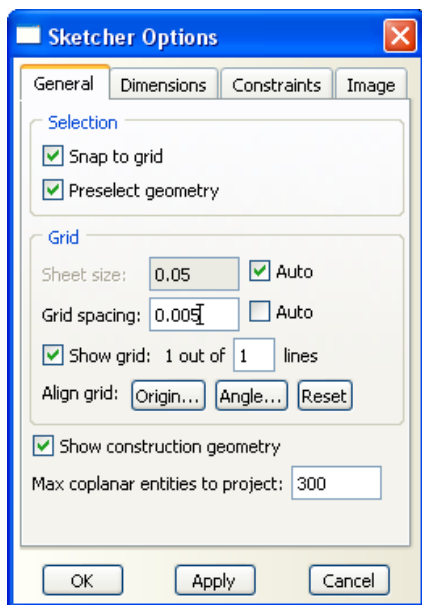 Sketcher Options
General Dimensions Constraints Image
Selection
Snap to grid
Preselect geometry
Grid
Sheet size: 0.05 Auto
Grid spacing: 0.005 Auto
Show grid: 1 out of 1 lines
Align grid: Origin... Angle... Reset
Show construction geometry
Max coplanar entities to project: 300
OK Apply Cancel